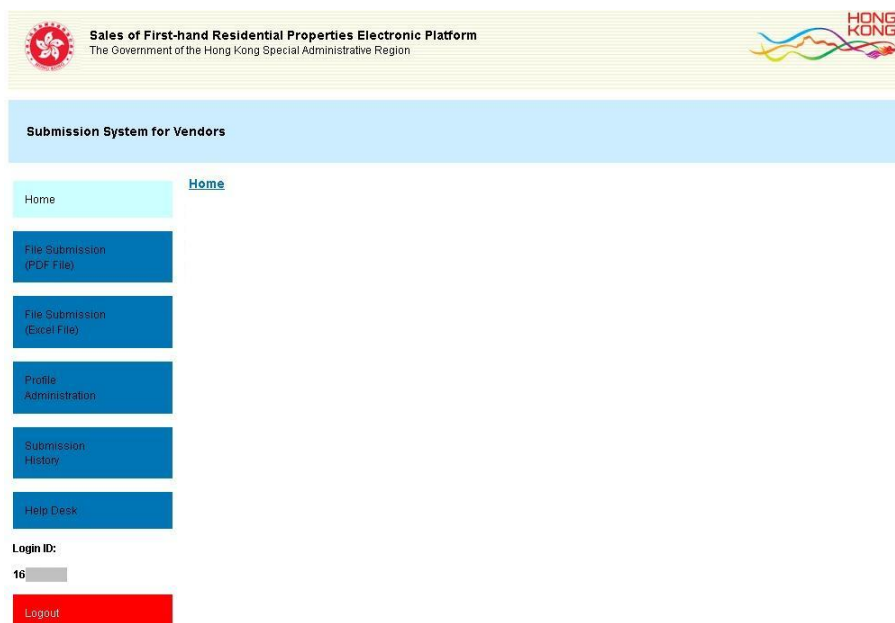 Sales of First-hand Residential Properties Electronic Platform
The Government of the Hong Kong Special Administrative Region
HONG
KONG
Submission System for Vendors
Home
Home
File Submission
(PDF File)
File Submission
(Excel File)
Profile
Administration
Submission
History
Help Desk
Login ID:
16
Logout